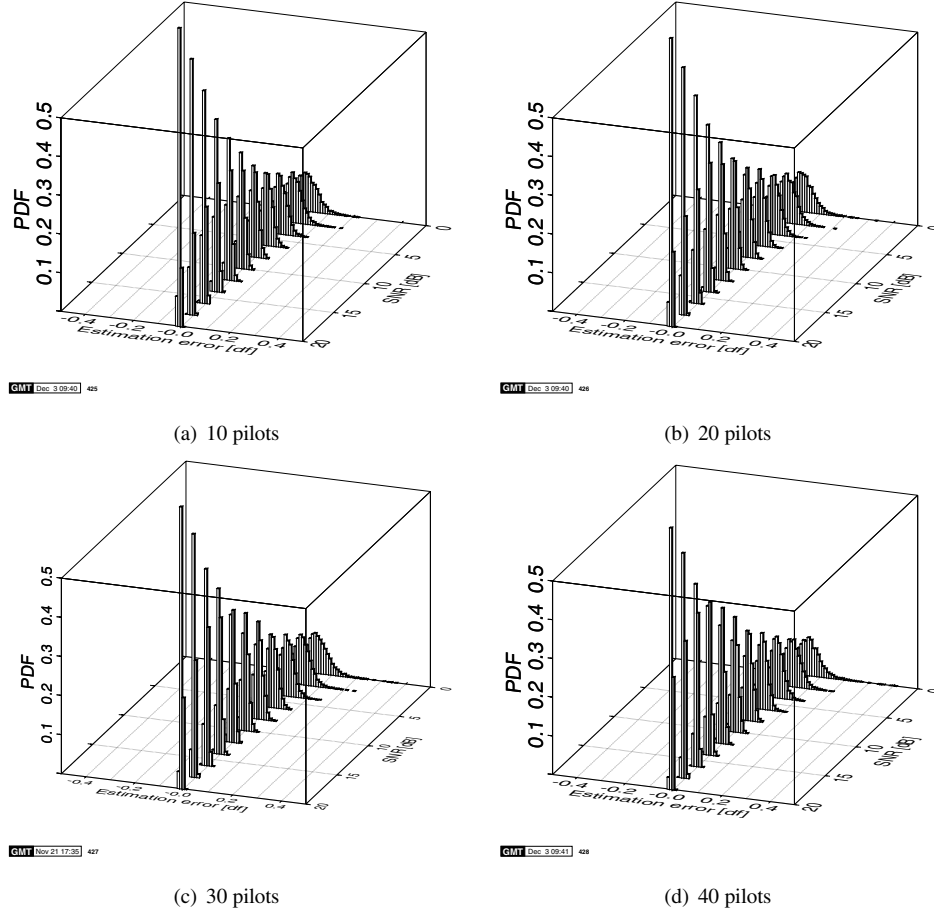 0.5
0.4
0.3
0.2
0.1
PDF
-0.4 -0.2 -0.0 0.2 0.4
Estimation error [df]
0
5
10
15
20
SNR [dB]
GMT Dec 3 09:40 425
(a) 10 pilots
0.5
0.4
0.3
0.2
0.1
PDF
-0.4 -0.2 -0.0 0.2 0.4
Estimation error [df]
0
5
10
15
20
SNR [dB]
GMT Dec 3 09:40 426
(b) 20 pilots
0.5
0.4
0.3
0.2
0.1
PDF
-0.4 -0.2 -0.0 0.2 0.4
Estimation error [df]
0
5
10
15
20
SNR [dB]
GMT Nov 21 17:35 427
(c) 30 pilots
0.5
0.4
0.3
0.2
0.1
PDF
-0.4 -0.2 -0.0 0.2 0.4
Estimation error [df]
0
5
10
15
20
SNR [dB]
GMT Dec 3 09:41 428
(d) 40 pilots